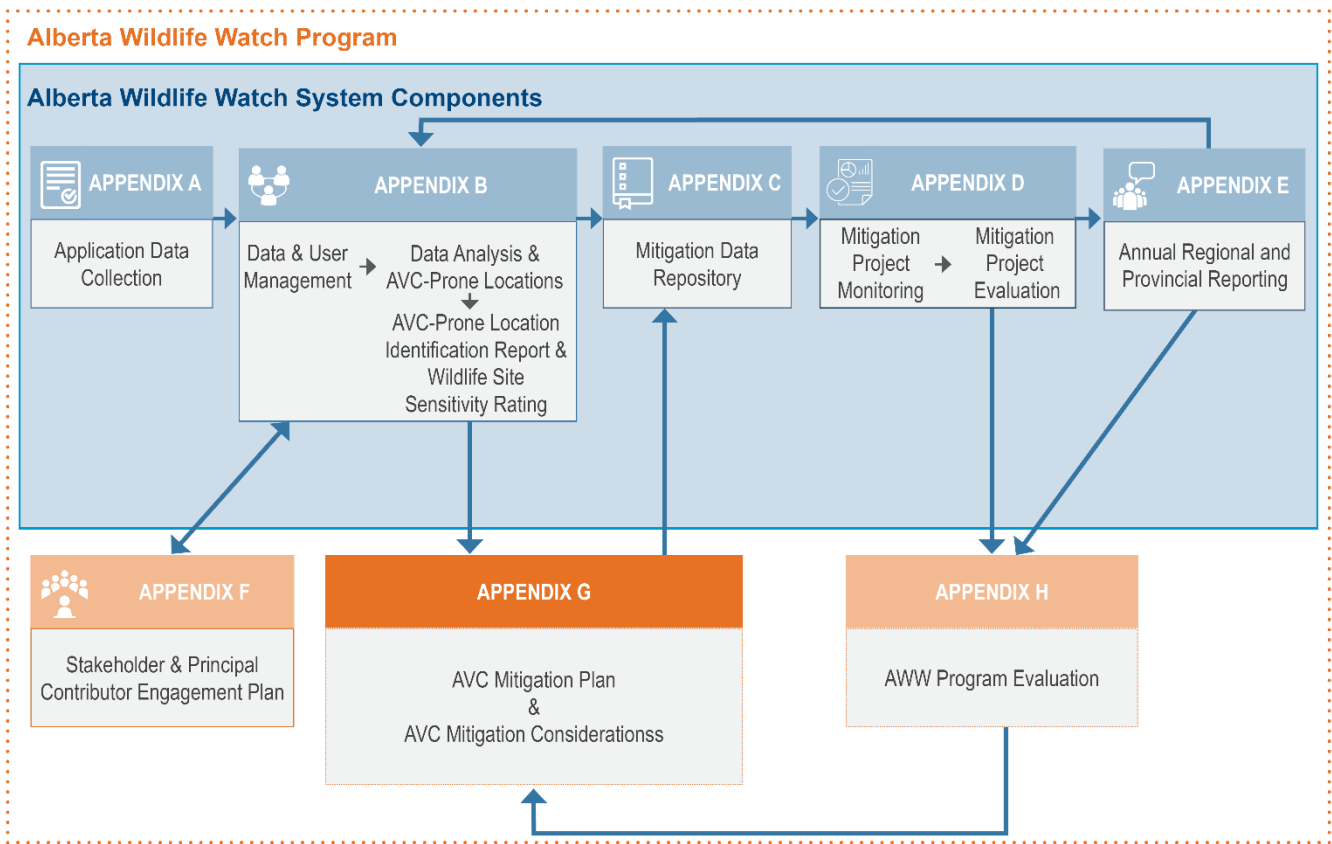 Alberta Wildlife Watch Program
Alberta Wildlife Watch System Components
APPENDIX A
Application Data
Collection
APPENDIX B
Data & User
Management
Data Analysis &
AVC-Prone Locations
AVC-Prone Location
Identification Report &
Wildlife Site
Sensitivity Rating
APPENDIX C
Mitigation Data
Repository
APPENDIX D
Mitigation
Project
Monitoring
Mitigation
Project
Evaluation
APPENDIX E
Annual Regional and
Provincial Reporting
APPENDIX F
Stakeholder & Principal
Contributor Engagement Plan
APPENDIX G
AVC Mitigation Plan
&
AVC Mitigation Considerationss
APPENDIX H
AWW Program Evaluation